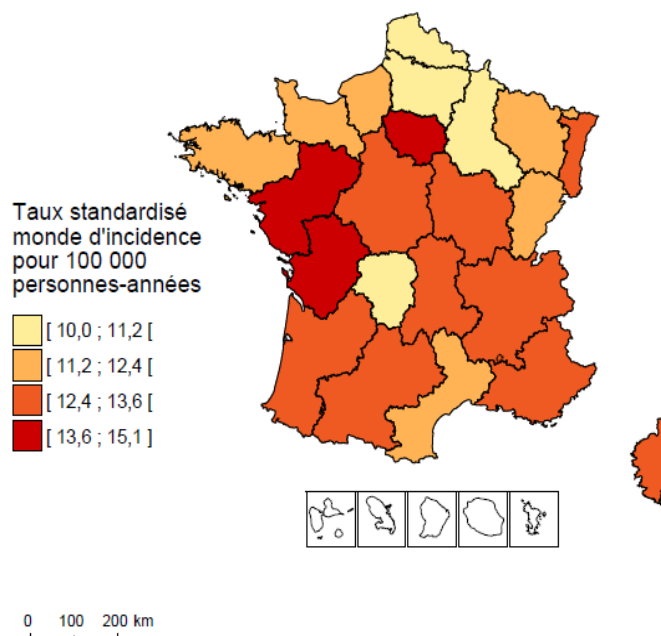 Taux standardisé
monde d'incidence
pour 100 000
personnes-années
[ 10,0 ; 11,2 [
[ 11,2 ; 12,4 [
[ 12,4 ; 13,6 [
[ 13,6 ; 15,1 ]
0 100 200 km